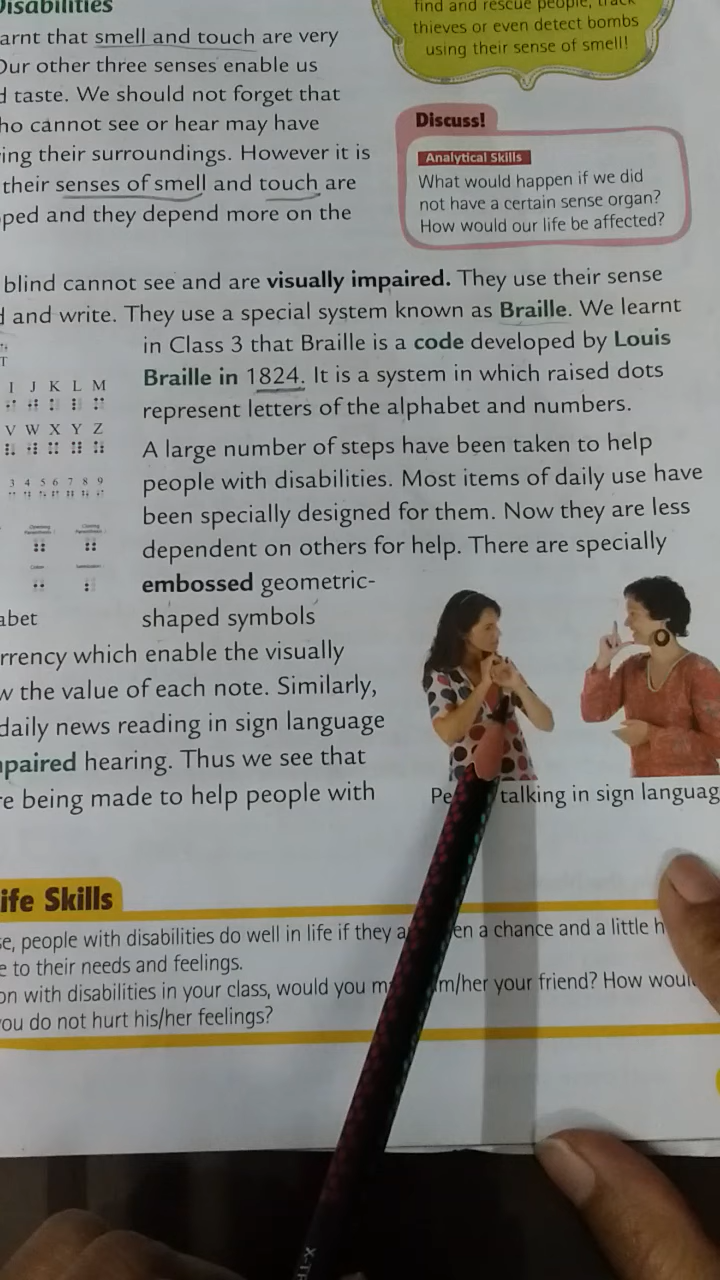 Disabilities
arnt that smell and touch are very
Our other three senses enable us
d taste. We should not forget that
ho cannot see or hear may have
ing their surroundings. However it is
their senses of smell and touch are
ped and they depend more on the
find and rescue people, track
thieves or even detect bombs
using their sense of smell!
Discuss!
Analytical Skills
What would happen if we did
not have a certain sense organ?
How would our life be affected?
blind cannot see and are visually impaired. They use their sense
d and write. They use a special system known as Braille. We learnt
in Class 3 that Braille is a code developed by Louis
Braille in 1824. It is a system in which raised dots
represent letters of the alphabet and numbers.
T
I J K L M
V W X Y Z
3 4 5 6 7 8 9
abet
A large number of steps have been taken to help
people with disabilities. Most items of daily use have
been specially designed for them. Now they are less
dependent on others for help. There are specially
embossed geometric-
shaped symbols
rrency which enable the visually
w the value of each note. Similarly,
daily news reading in sign language
mpaired hearing. Thus we see that
re being made to help people with
Pe talking in sign languag
ife Skills
se, people with disabilities do well in life if they a en a chance and a little h
e to their needs and feelings.
on with disabilities in your class, would you m m/her your friend? How woul
ou do not hurt his/her feelings?